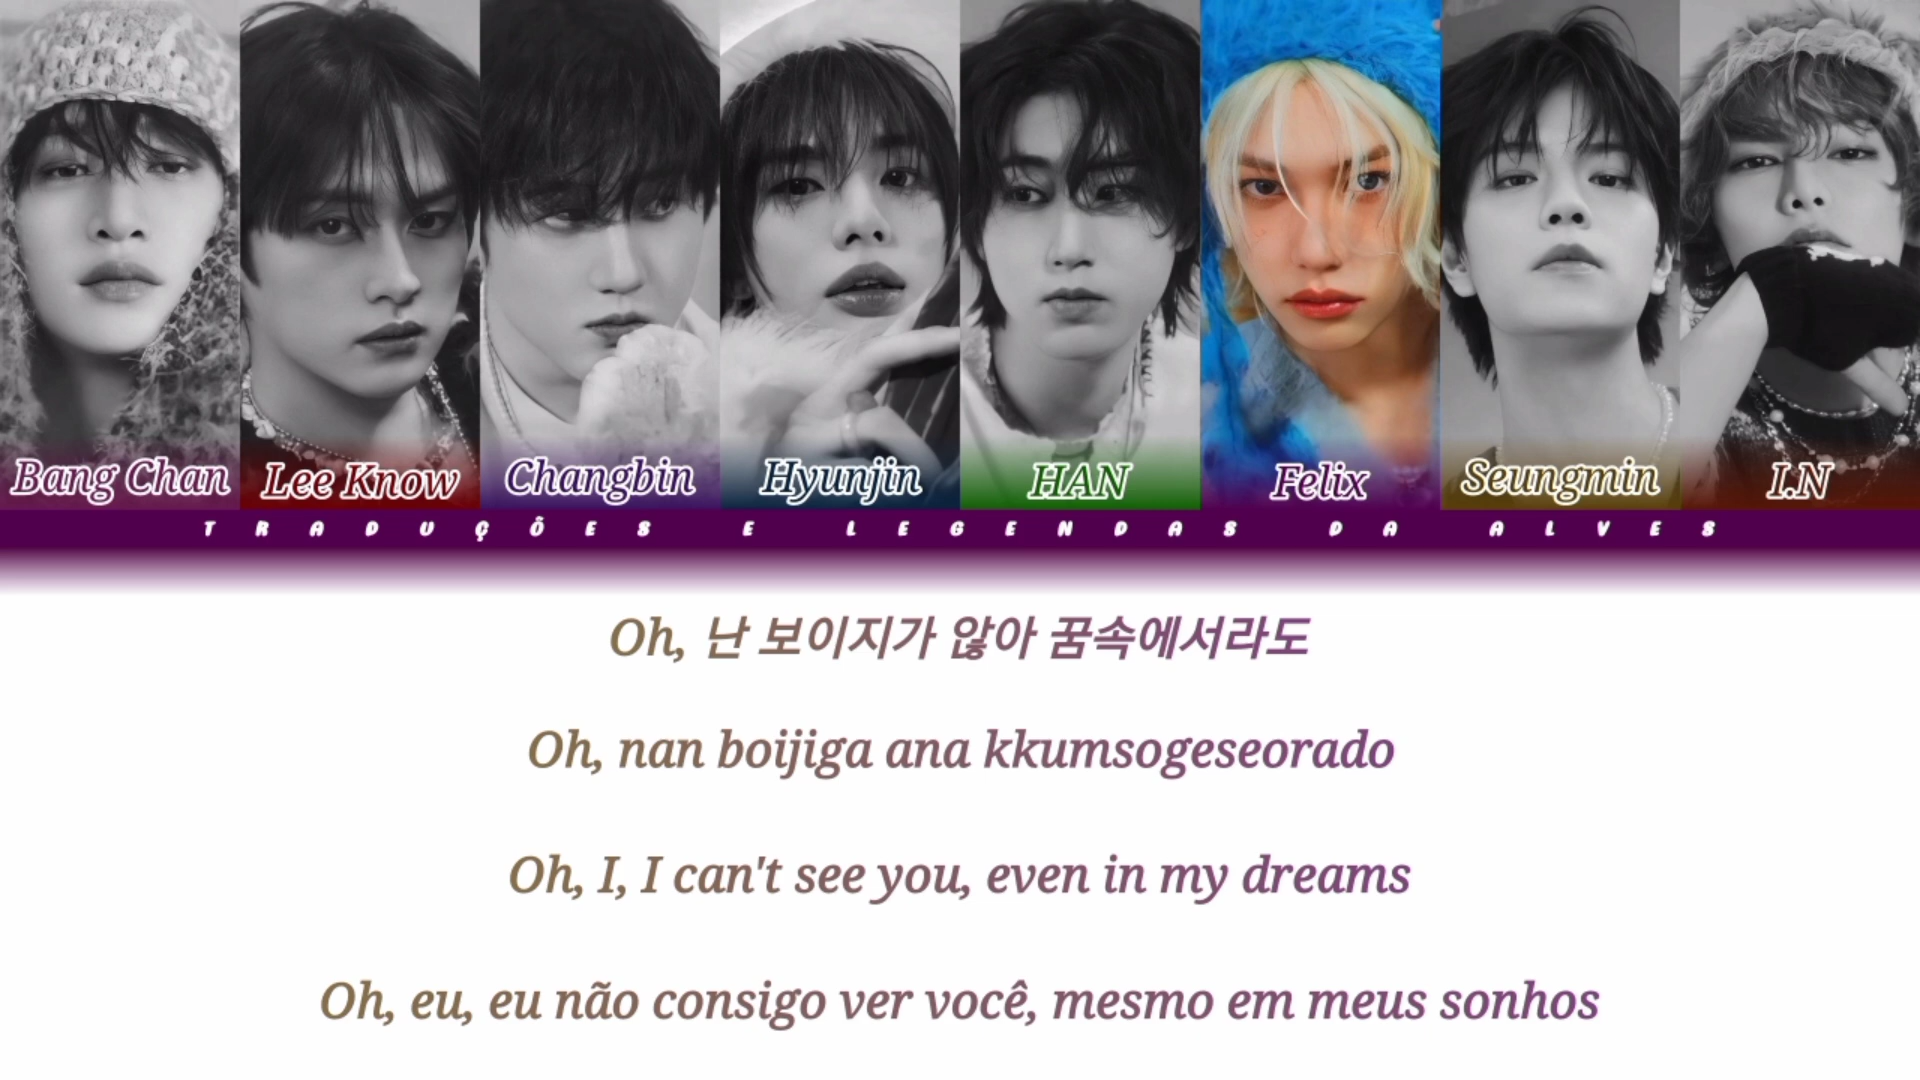 Bang Chan Lee Know Changbin Hyunjin HAN Felix Seungmin I.N
TRADUÇÕES E LEGENDAS DA ALVES
Oh, 난 보이지가 않아 꿈속에서라도
Oh, nan boijiga ana kkumsogeseorado
Oh, I, I can't see you, even in my dreams
Oh, eu, eu não consigo ver você, mesmo em meus sonhos